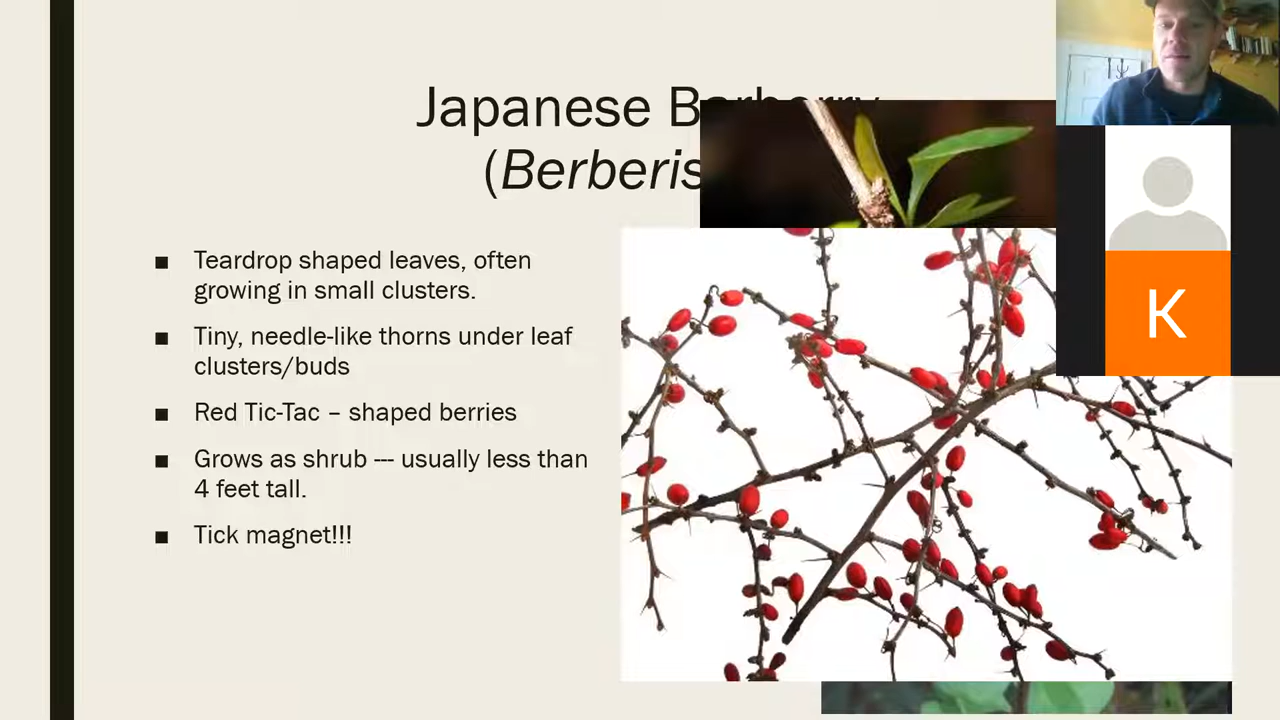 Japanese B
(Berberis
■ Teardrop shaped leaves, often
growing in small clusters.
■ Tiny, needle-like thorns under leaf
clusters/buds
■ Red Tic-Tac – shaped berries
■ Grows as shrub --- usually less than
4 feet tall.
■ Tick magnet!!!
K